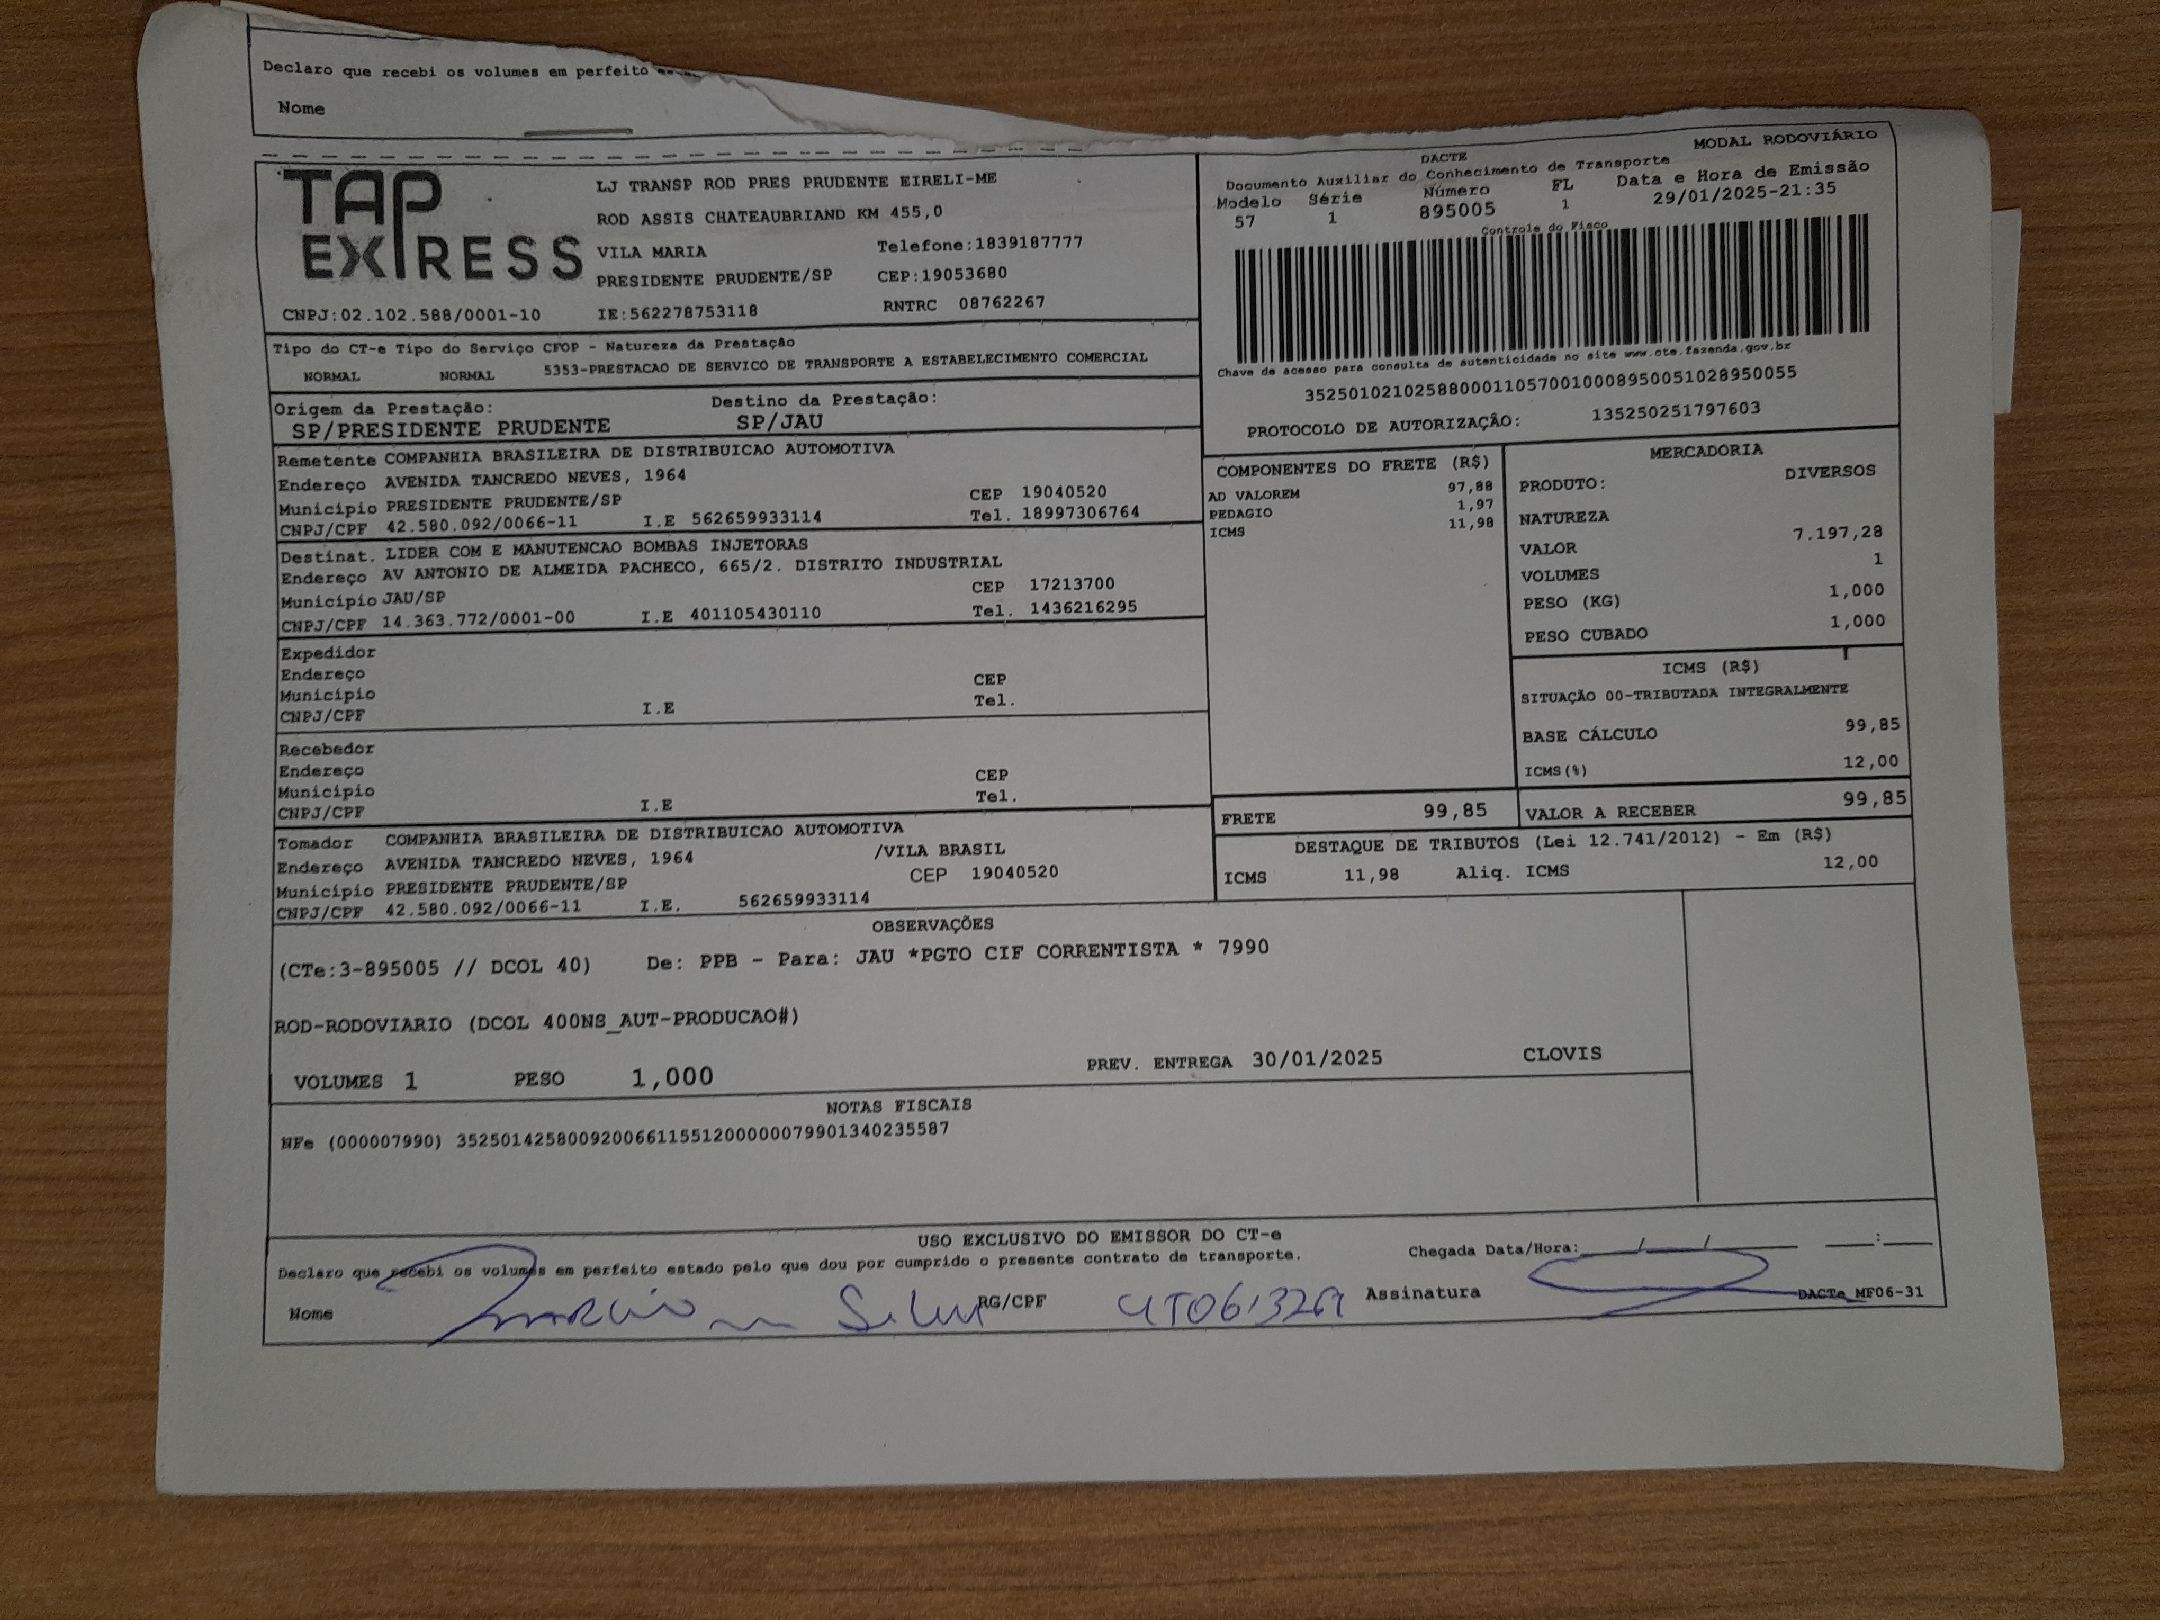 Declaro que recebi os volumes em perfeito
Nome
TAP EXPRESS
LJ TRANSP ROD PRES PRUDENTE EIRELI-ME
ROD ASSIS CHATEAUBRIAND KM 455,0
VILA MARIA Telefone:1839187777
PRESIDENTE PRUDENTE/SP CEP:19053680
CNPJ:02.102.588/0001-10 IE:562278753118 RNTRC 08762267
MODAL RODOVIÁRIO
DACTE
Documento Auxiliar do Conhecimento de Transporte
Modelo Série Número FL Data e Hora de Emissão
57 1 895005 1 29/01/2025-21:35
Controle do Fisco
Chave de acesso para consulta de autenticidade no site www.cte.fazenda.gov.br
35250102102588000110570010008950051028950055
PROTOCOLO DE AUTORIZAÇÃO: 135250251797603
Tipo do CT-e Tipo do Serviço CFOP - Natureza da Prestação
NORMAL NORMAL 5353-PRESTACAO DE SERVICO DE TRANSPORTE A ESTABELECIMENTO COMERCIAL
Origem da Prestação: Destino da Prestação:
SP/PRESIDENTE PRUDENTE SP/JAU
Remetente COMPANHIA BRASILEIRA DE DISTRIBUICAO AUTOMOTIVA
Endereço AVENIDA TANCREDO NEVES, 1964
Município PRESIDENTE PRUDENTE/SP CEP 19040520
CNPJ/CPF 42.580.092/0066-11 I.E 562659933114 Tel. 18997306764
Destinat. LIDER COM E MANUTENCAO BOMBAS INJETORAS
Endereço AV ANTONIO DE ALMEIDA PACHECO, 665/2. DISTRITO INDUSTRIAL
Município JAU/SP CEP 17213700
CNPJ/CPF 14.363.772/0001-00 I.E 401105430110 Tel. 1436216295
Expedidor
Endereço
Município CEP
CNPJ/CPF I.E Tel.
Recebedor
Endereço
Município CEP
CNPJ/CPF I.E Tel.
Tomador COMPANHIA BRASILEIRA DE DISTRIBUICAO AUTOMOTIVA
Endereço AVENIDA TANCREDO NEVES, 1964 /VILA BRASIL
Município PRESIDENTE PRUDENTE/SP CEP 19040520
CNPJ/CPF 42.580.092/0066-11 I.E. 562659933114
COMPONENTES DO FRETE (R$)
AD VALOREM 97,88
PEDAGIO 1,97
ICMS 11,98
MERCADORIA
PRODUTO: DIVERSOS
NATUREZA
VALOR 7.197,28
VOLUMES 1
PESO (KG) 1,000
PESO CUBADO 1,000
ICMS (R$)
SITUAÇÃO 00-TRIBUTADA INTEGRALMENTE
BASE CÁLCULO 99,85
ICMS(%) 12,00
FRETE 99,85 VALOR A RECEBER 99,85
DESTAQUE DE TRIBUTOS (Lei 12.741/2012) - Em (R$)
ICMS 11,98 Aliq. ICMS 12,00
OBSERVAÇÕES
(CTe:3-895005 // DCOL 40) De: PPB - Para: JAU *PGTO CIF CORRENTISTA * 7990
ROD-RODOVIARIO (DCOL 400NS_AUT-PRODUCAO#)
VOLUMES 1 PESO 1,000 PREV. ENTREGA 30/01/2025 CLOVIS
NOTAS FISCAIS
NFe (000007990) 35250142580092006611551200000079901340235587
USO EXCLUSIVO DO EMISSOR DO CT-e
Declaro que recebi os volumes em perfeito estado pelo que dou por cumprido o presente contrato de transporte. Chegada Data/Hora:___/___/___ ___:___
Nome RG/CPF Assinatura DACTe MF06-31